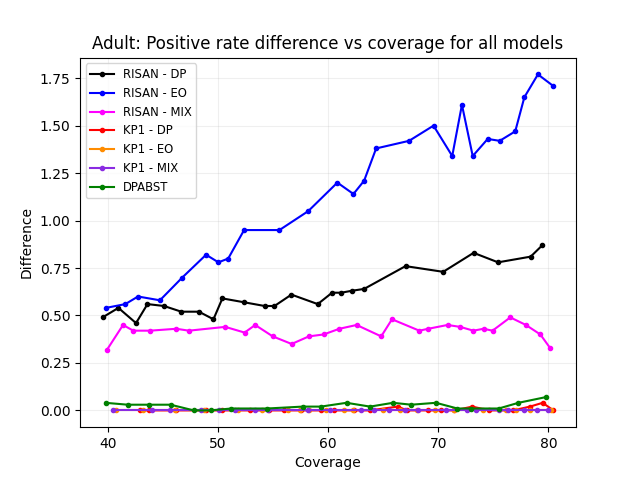 Adult: Positive rate difference vs coverage for all models
RISAN - DP
RISAN - EO
RISAN - MIX
KP1 - DP
KP1 - EO
KP1 - MIX
DPABST
1.75
1.50
1.25
1.00
0.75
0.50
0.25
0.00
Difference
40
50
60
70
80
Coverage